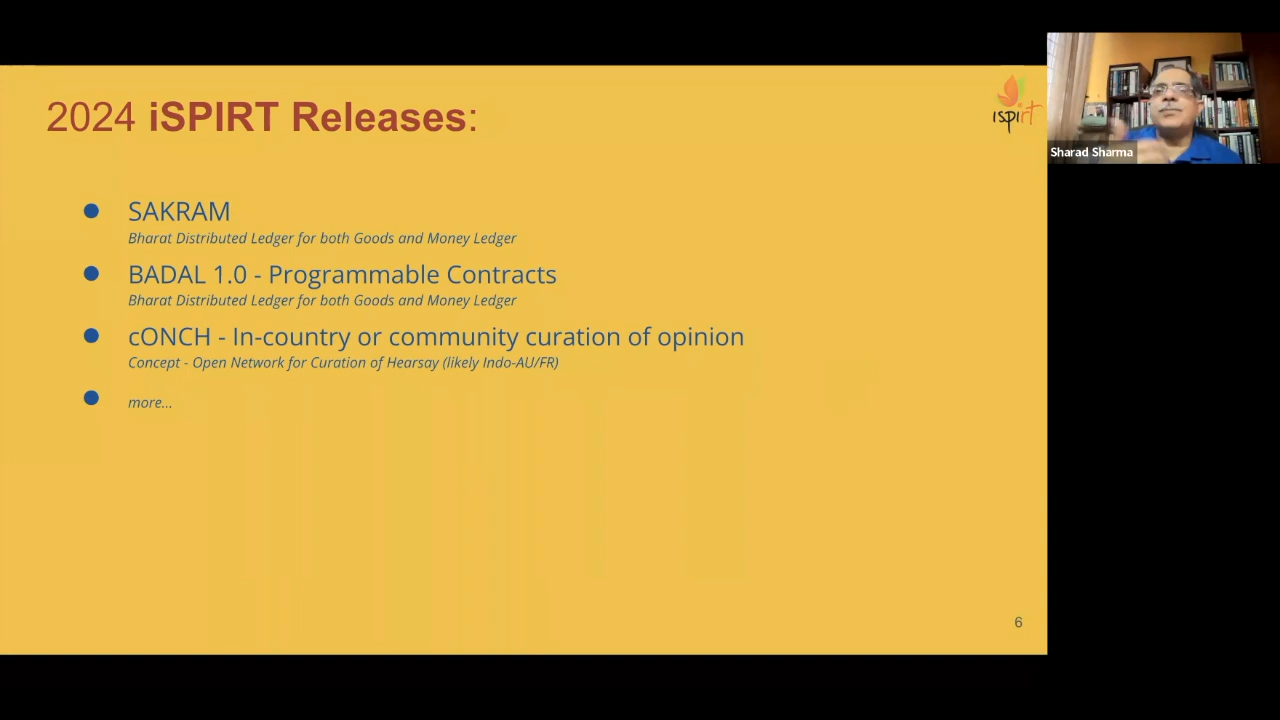 2024 iSPIRT Releases:
ispirt
Sharad Sharma
SAKRAM
Bharat Distributed Ledger for both Goods and Money Ledger
BADAL 1.0 - Programmable Contracts
Bharat Distributed Ledger for both Goods and Money Ledger
cONCH - In-country or community curation of opinion
Concept - Open Network for Curation of Hearsay (likely Indo-AU/FR)
more...
6